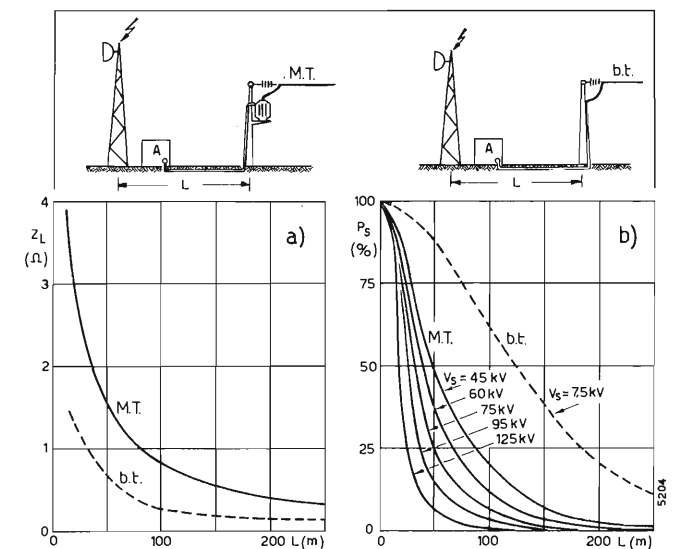 M.T.
A
L
b.t.
A
L
4
Z_L
(Ω)
3
2
1
0
a)
M.T.
b.t.
0 100 200 L(m)
100
P_S
(%)
75
50
25
0
b)
M.T.
b.t.
V_S = 45 kV
60 kV
75 kV
95 kV
125 kV
V_S = 7.5 kV
0 100 200 L(m)
5204